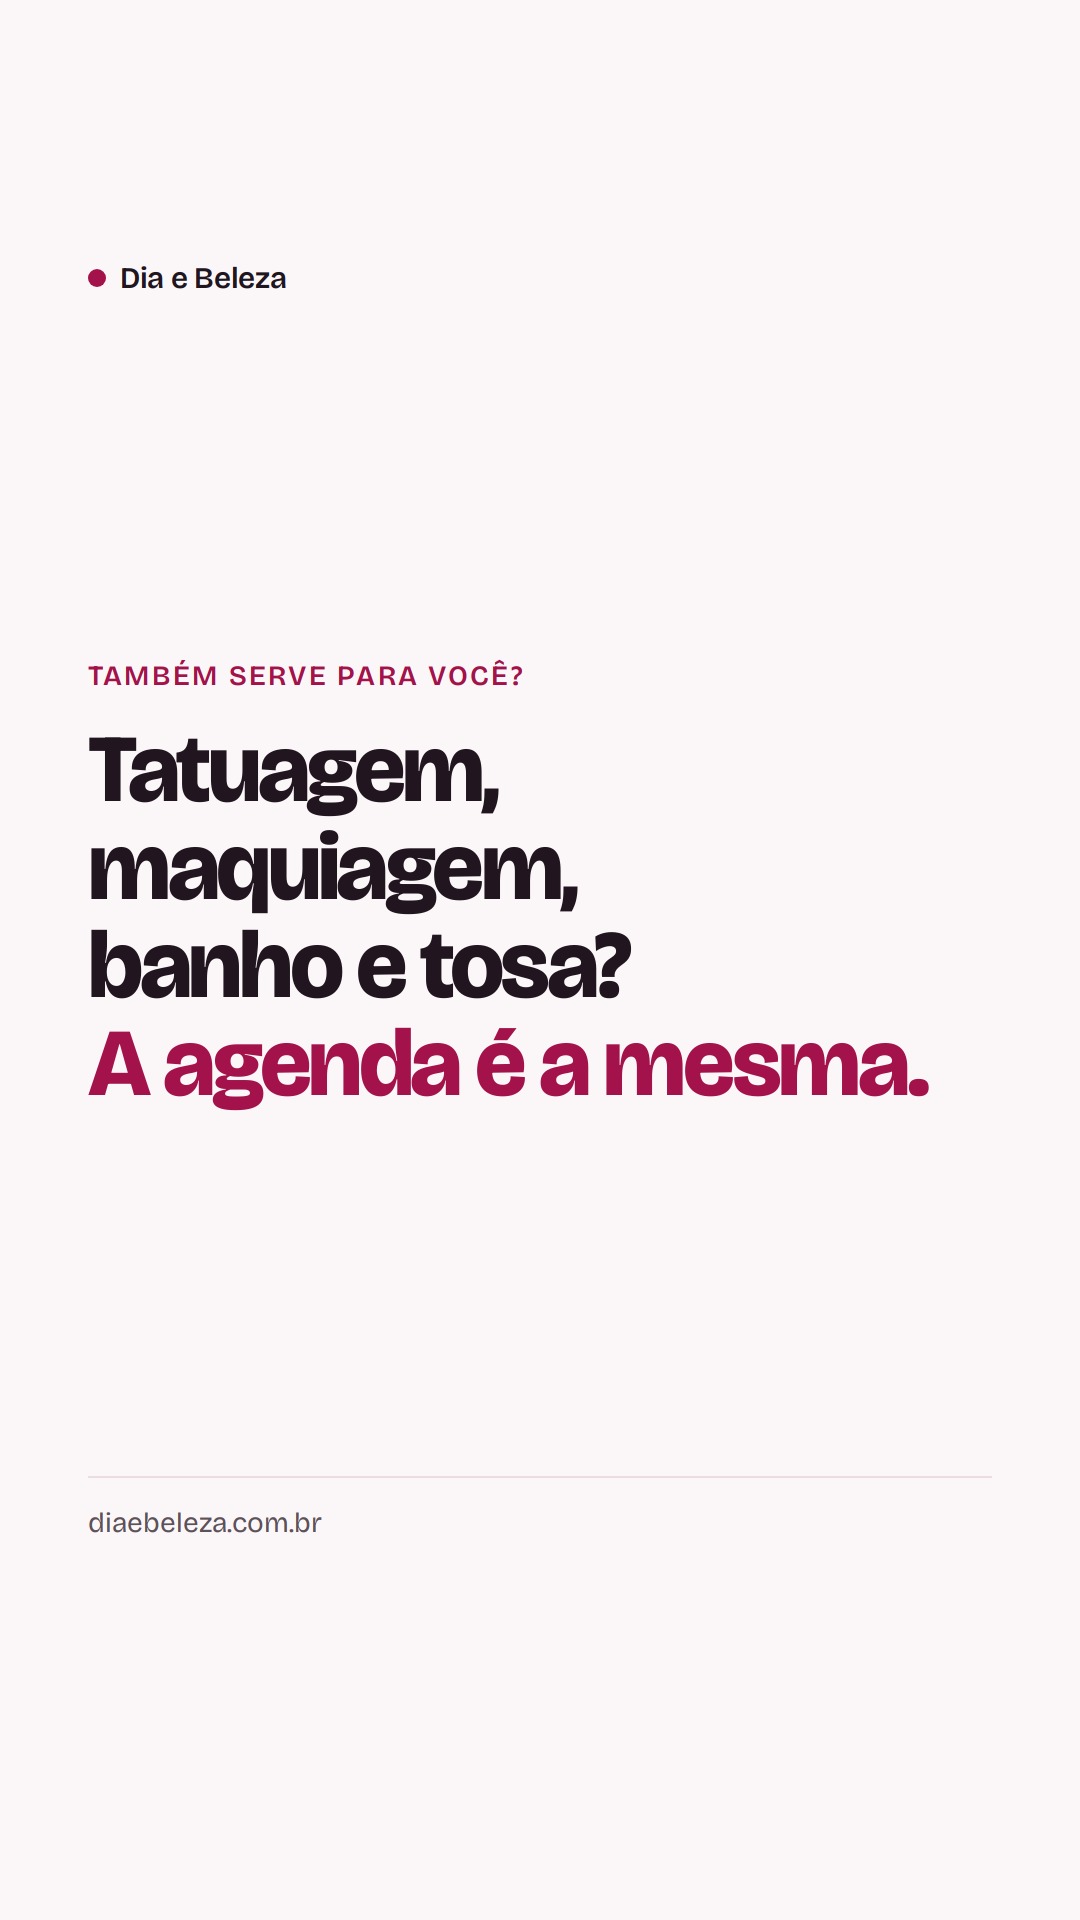 Dia e Beleza
TAMBÉM SERVE PARA VOCÊ?
Tatuagem,
maquiagem,
banho e tosa?
A agenda é a mesma.
diaebeleza.com.br